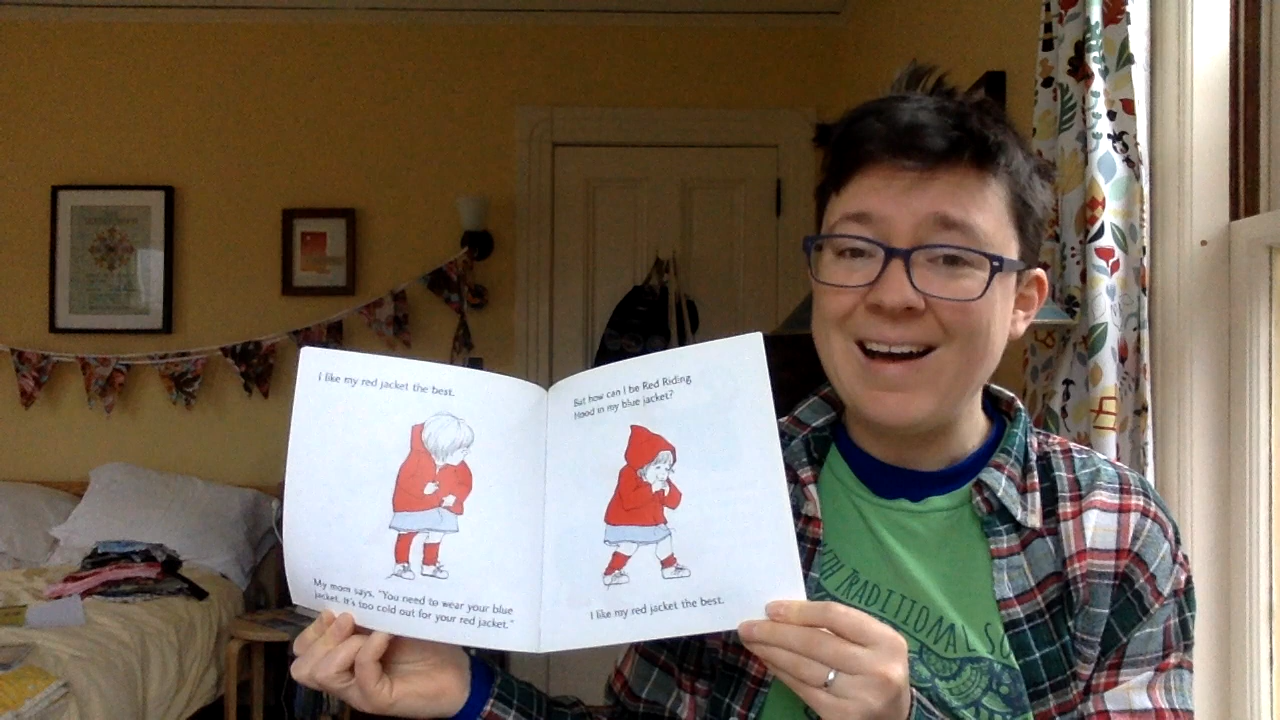 I like my red jacket the best.
My mom says, "You need to wear your blue
jacket. It's too cold out for your red jacket."
But how can I be Red Riding
Hood in my blue jacket?
I like my red jacket the best.
TRADITIONAL